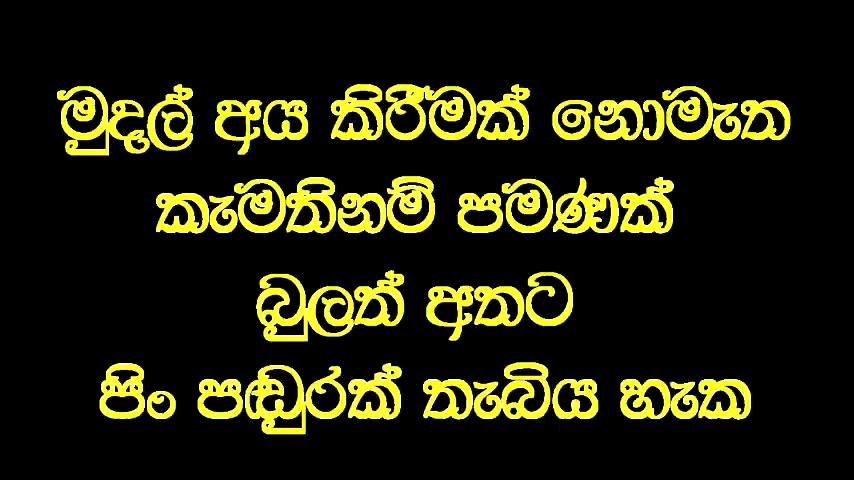 මුදල් අය කිරීමක් නොමැත
කැමතිනම් පමණක්
බුලත් අතට
පිං පඬුරක් තැබිය හැක